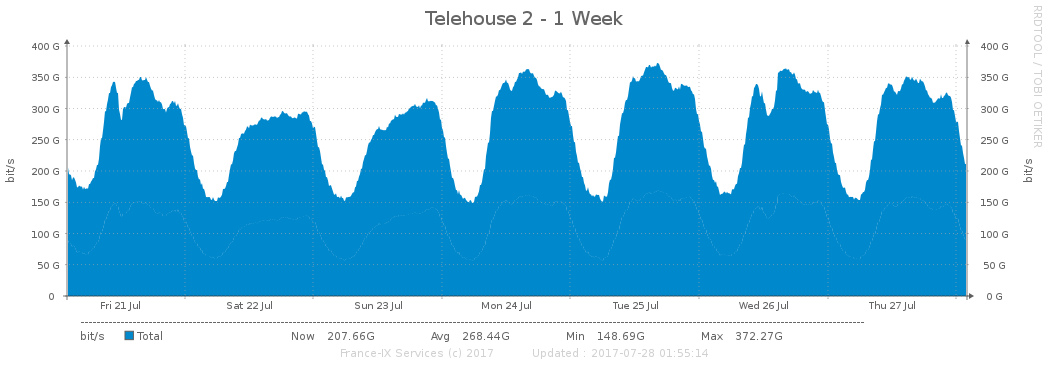 Telehouse 2 - 1 Week
RRDTOOL / TOBI OETIKER
400 G 400 G
350 G 350 G
300 G 300 G
250 G 250 G
200 G 200 G
150 G 150 G
100 G 100 G
50 G 50 G
0 0 G
bit/s bit/s
Fri 21 Jul Sat 22 Jul Sun 23 Jul Mon 24 Jul Tue 25 Jul Wed 26 Jul Thu 27 Jul
bit/s Total Now 207.66G Avg 268.44G Min 148.69G Max 372.27G
France-IX Services (c) 2017 Updated : 2017-07-28 01:55:14